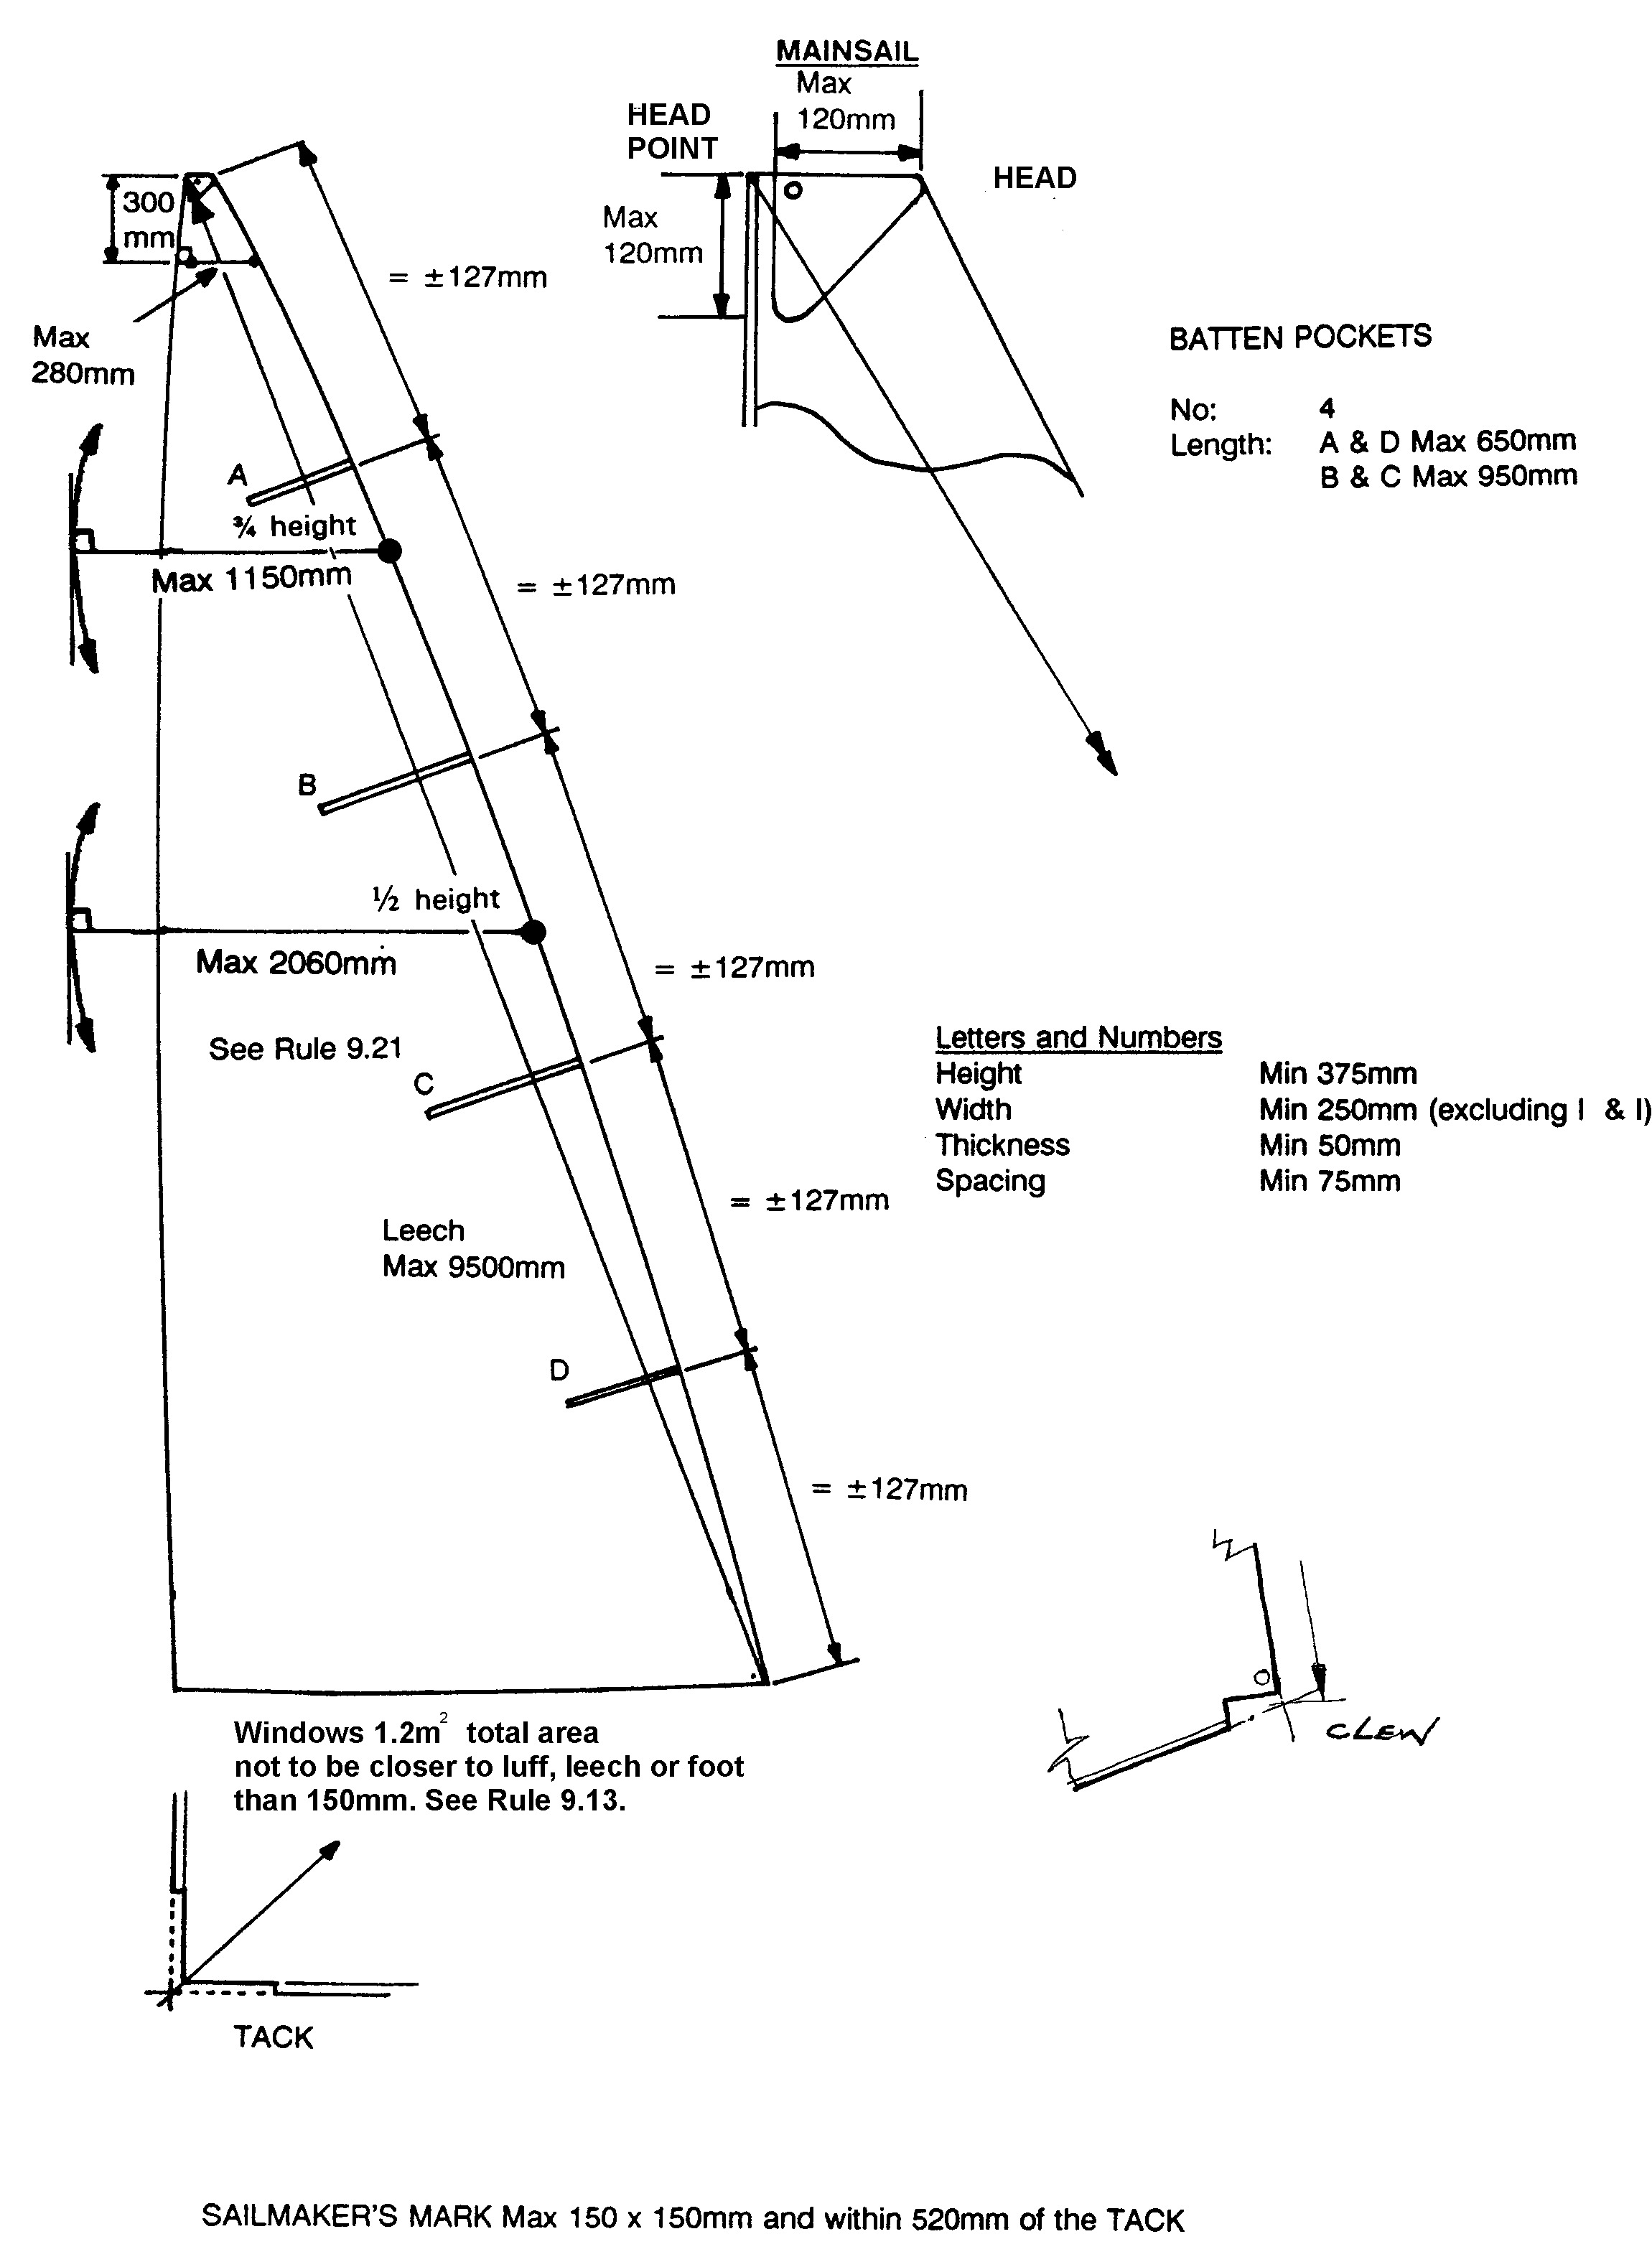 MAINSAIL
Max
120mm
HEAD
POINT
HEAD
300
mm
Max
120mm
= ±127mm
Max
280mm
BATTEN POCKETS
No: 4
Length: A & D Max 650mm
B & C Max 950mm
A
¾ height
Max 1150mm
= ±127mm
B
½ height
Max 2060mm
= ±127mm
See Rule 9.21
C
Letters and Numbers
Height Min 375mm
Width Min 250mm (excluding I & I)
Thickness Min 50mm
Spacing Min 75mm
= ±127mm
Leech
Max 9500mm
D
= ±127mm
Windows 1.2m² total area
not to be closer to luff, leech or foot
than 150mm. See Rule 9.13.
CLEW
TACK
SAILMAKER'S MARK Max 150 x 150mm and within 520mm of the TACK